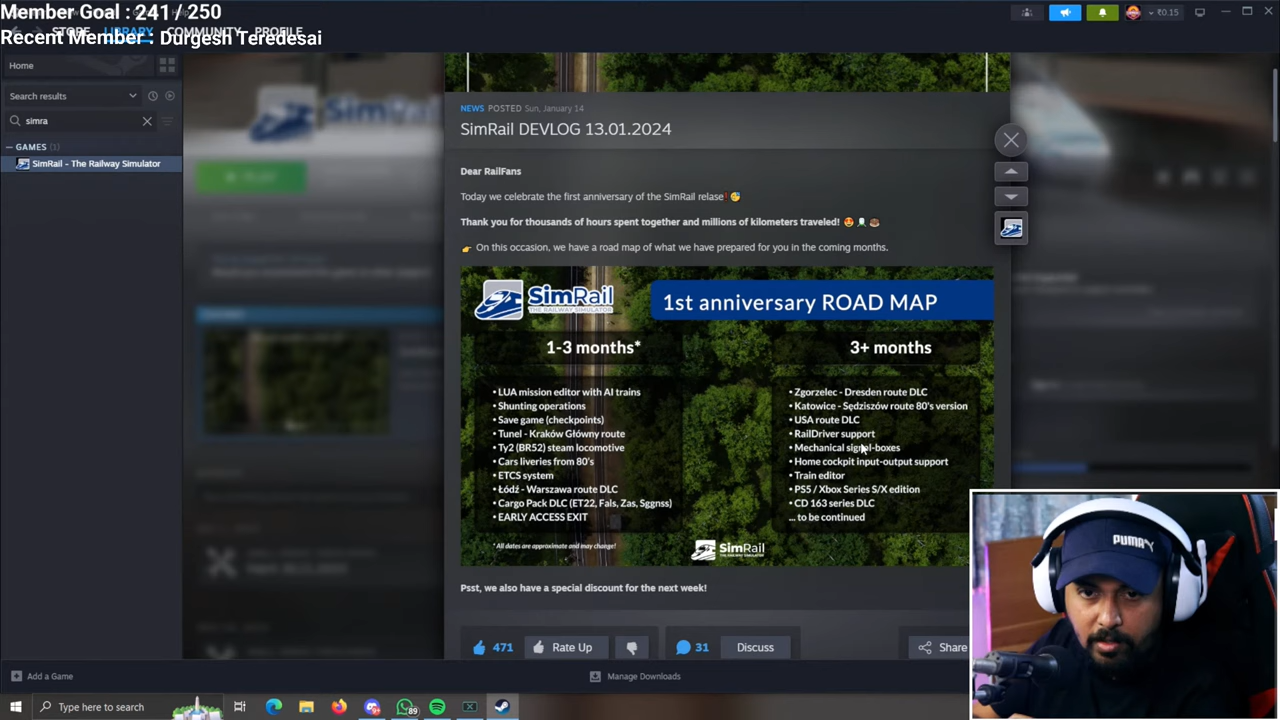 Member Goal : 241 / 250
Recent Member : Durgesh Teredesai
STORE LIBRARY COMMUNITY PROFILE
₹0.15
Home
Search results
simra
GAMES (1)
SimRail - The Railway Simulator
NEWS POSTED Sun, January 14
SimRail DEVLOG 13.01.2024
Dear RailFans
Today we celebrate the first anniversary of the SimRail relase!
Thank you for thousands of hours spent together and millions of kilometers traveled!
On this occasion, we have a road map of what we have prepared for you in the coming months.
SimRail
THE RAILWAY SIMULATOR
1st anniversary ROAD MAP
1-3 months*
• LUA mission editor with AI trains
• Shunting operations
• Save game (checkpoints)
• Tunel - Kraków Główny route
• Ty2 (BR52) steam locomotive
• Cars liveries from 80's
• ETCS system
• Łódź - Warszawa route DLC
• Cargo Pack DLC (ET22, Fals, Zas, Sggnss)
• EARLY ACCESS EXIT
* All dates are approximate and may change!
3+ months
• Zgorzelec - Dresden route DLC
• Katowice - Sędziszów route 80's version
• USA route DLC
• RailDriver support
• Mechanical signal-boxes
• Home cockpit input-output support
• Train editor
• PS5 / Xbox Series S/X edition
• CD 163 series DLC
... to be continued
SimRail
Psst, we also have a special discount for the next week!
471 Rate Up 31 Discuss Share
Add a Game
Manage Downloads
Type here to search
89
PUMA